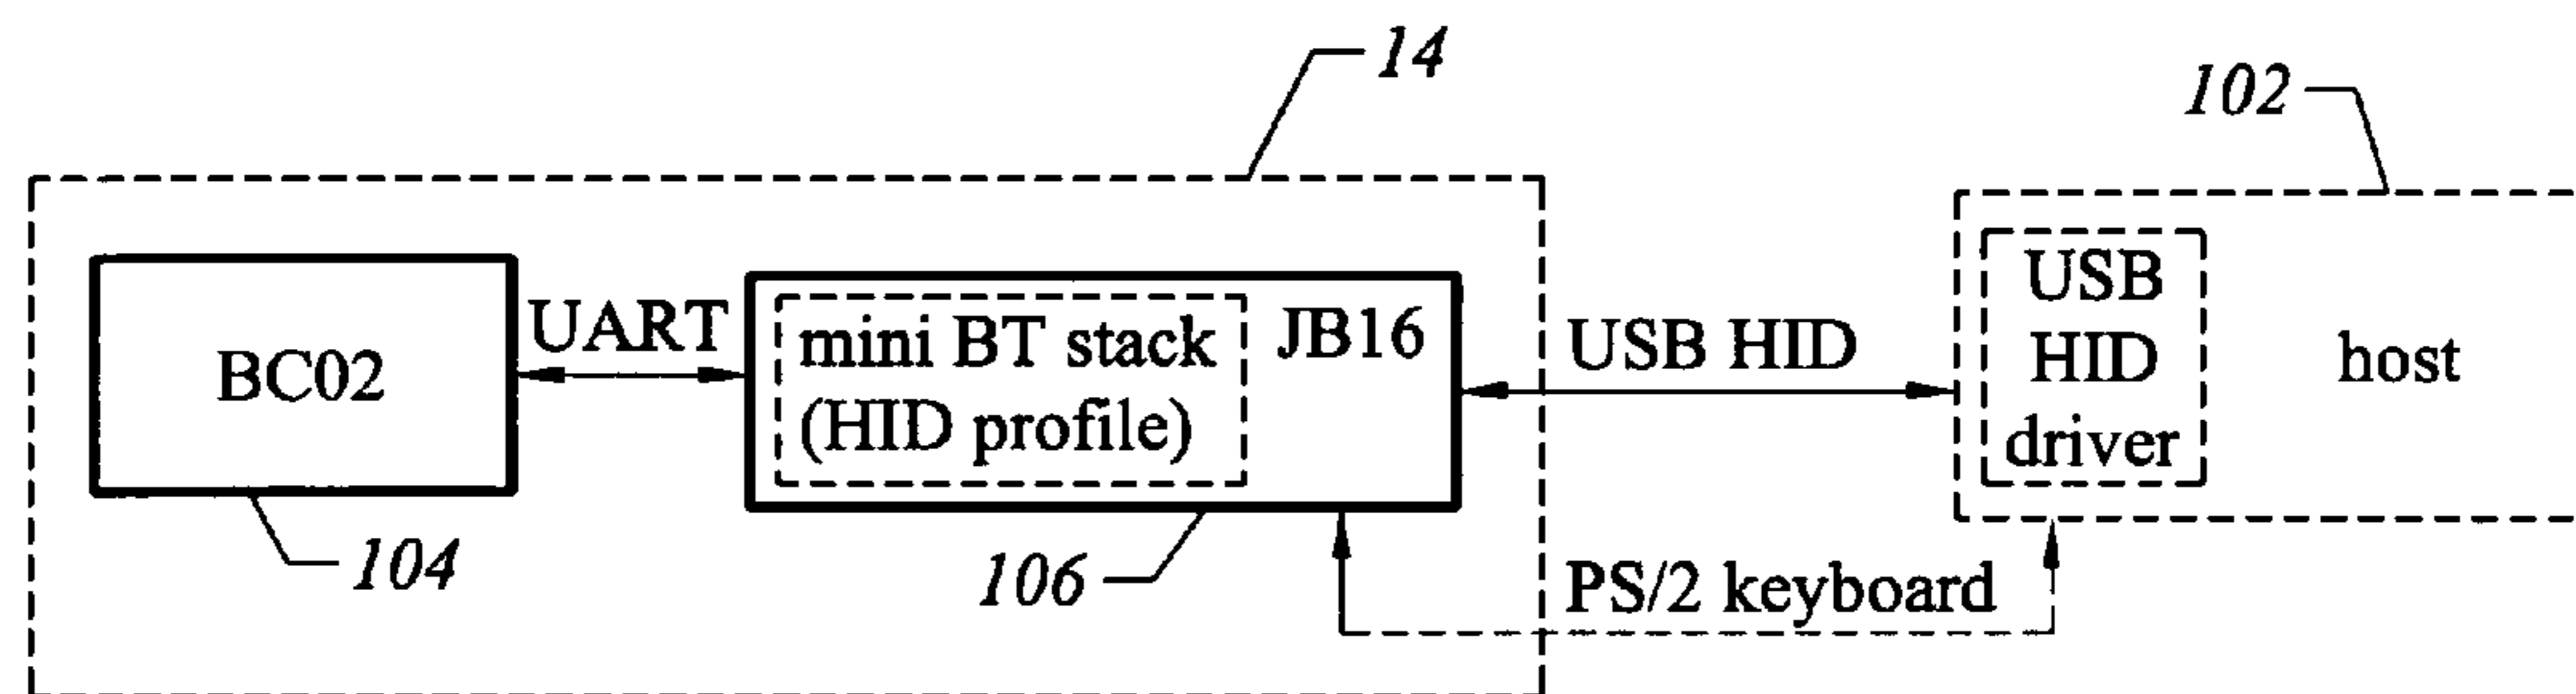 14
102
BC02
UART
mini BT stack
(HID profile)
JB16
USB HID
USB
HID
driver
host
104
106
PS/2 keyboard